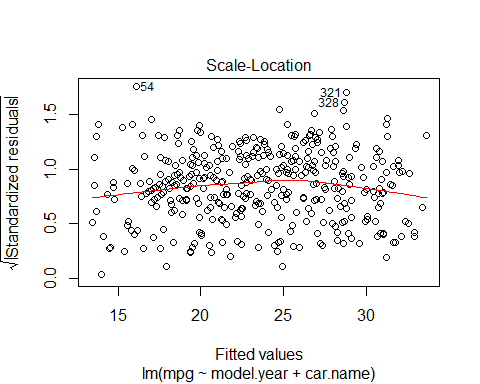 Scale-Location
√|Standardized residuals|
1.5
1.0
0.5
0.0
54
321
328
15
20
25
30
Fitted values
lm(mpg ~ model.year + car.name)